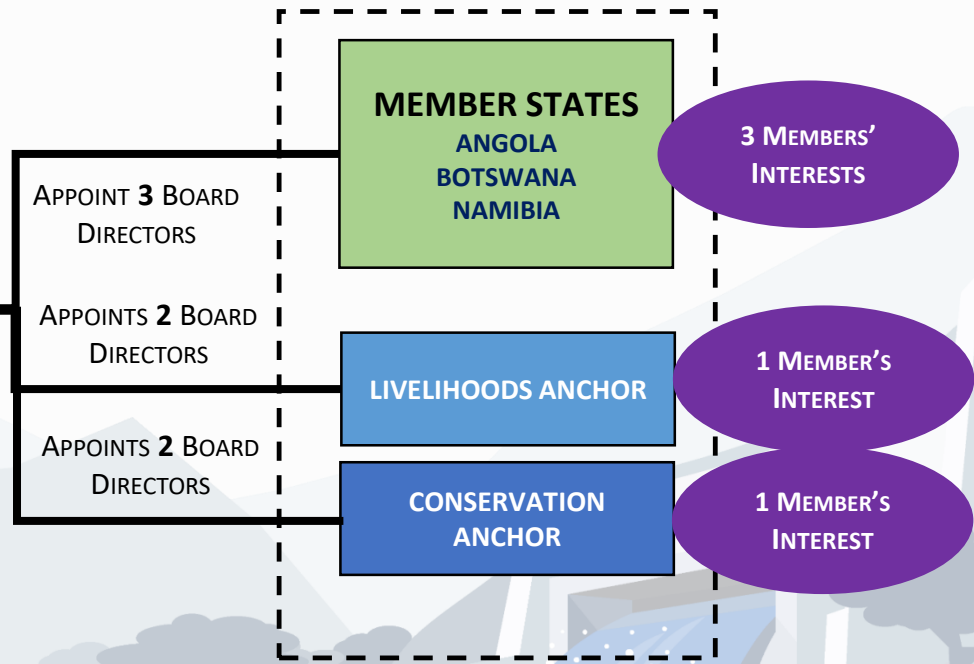 MEMBER STATES
ANGOLA
BOTSWANA
NAMIBIA
3 MEMBERS'
INTERESTS
APPOINT 3 BOARD
DIRECTORS
APPOINTS 2 BOARD
DIRECTORS
LIVELIHOODS ANCHOR
1 MEMBER’S
INTEREST
APPOINTS 2 BOARD
DIRECTORS
CONSERVATION
ANCHOR
1 MEMBER’S
INTEREST